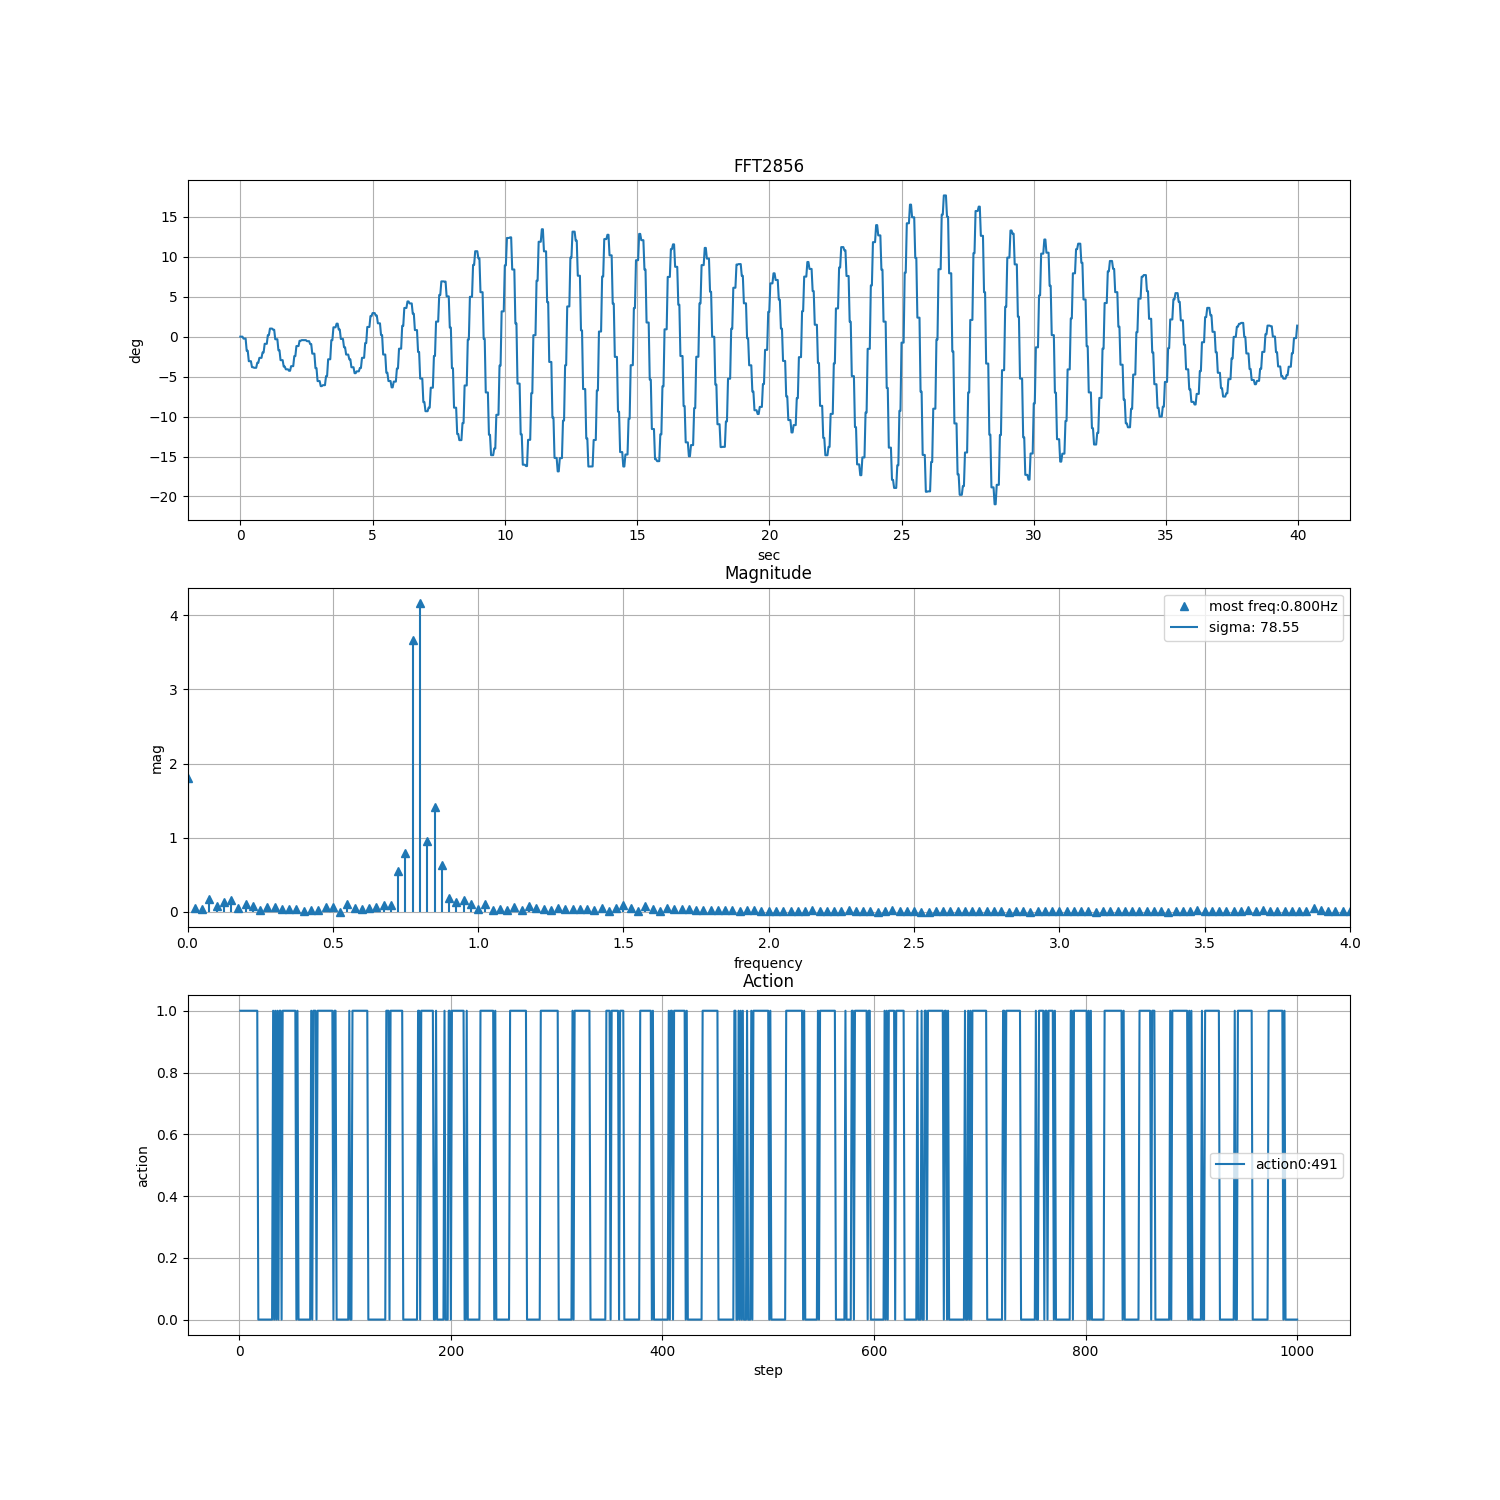 FFT2856
15
10
5
0
−5
−10
−15
−20
deg
0 5 10 15 20 25 30 35 40
sec
Magnitude
4
3
2
1
0
mag
most freq:0.800Hz
sigma: 78.55
0.0 0.5 1.0 1.5 2.0 2.5 3.0 3.5 4.0
frequency
Action
1.0
0.8
0.6
0.4
0.2
0.0
action
action0:491
0 200 400 600 800 1000
step